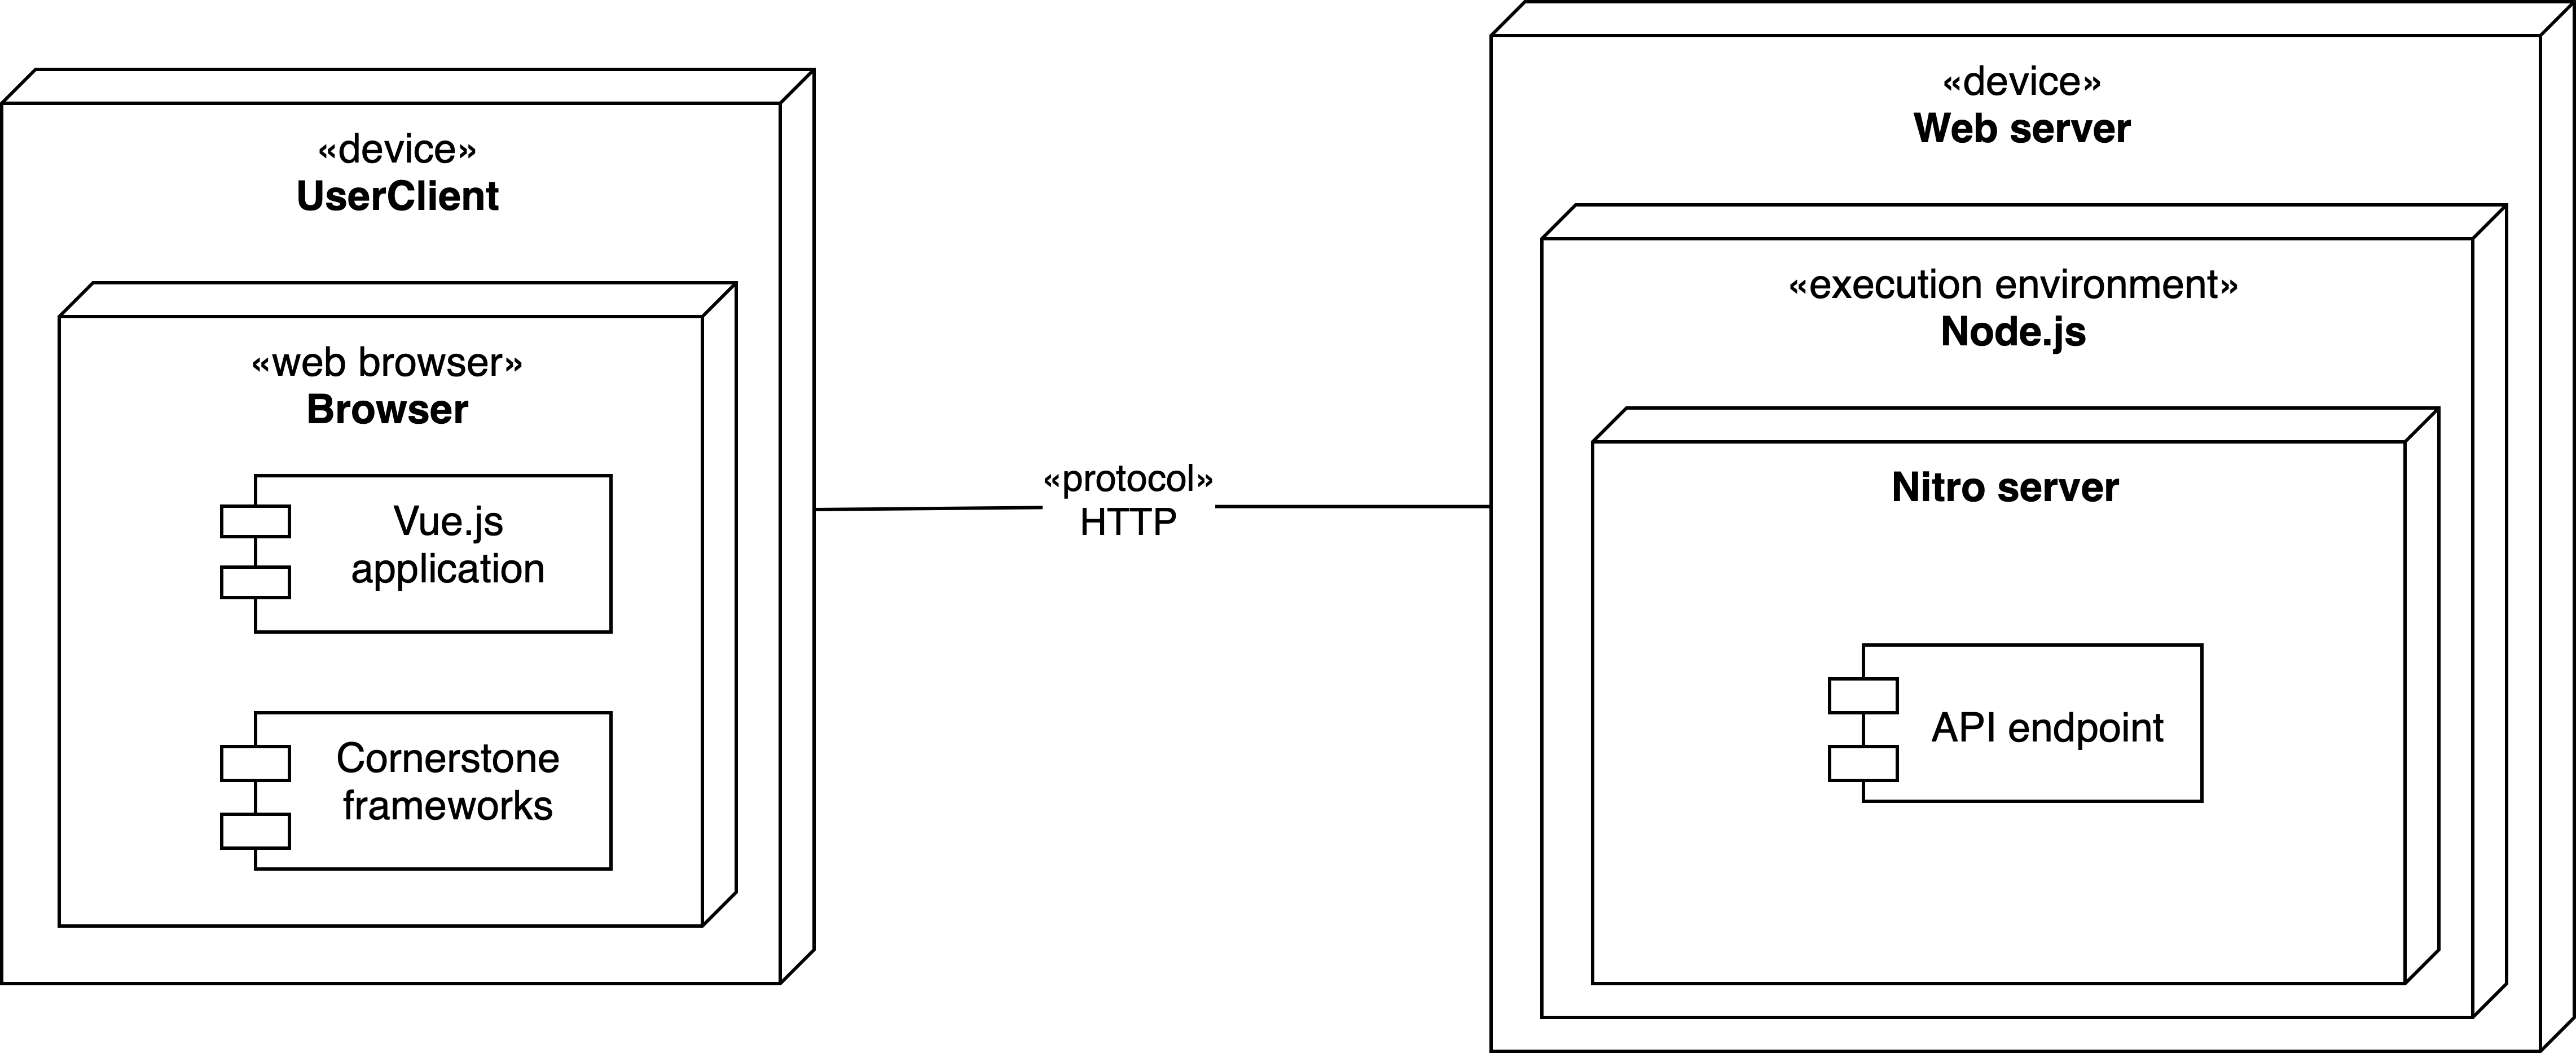 «device»
UserClient
«web browser»
Browser
Vue.js
application
Cornerstone
frameworks
«protocol»
HTTP
«device»
Web server
«execution environment»
Node.js
Nitro server
API endpoint